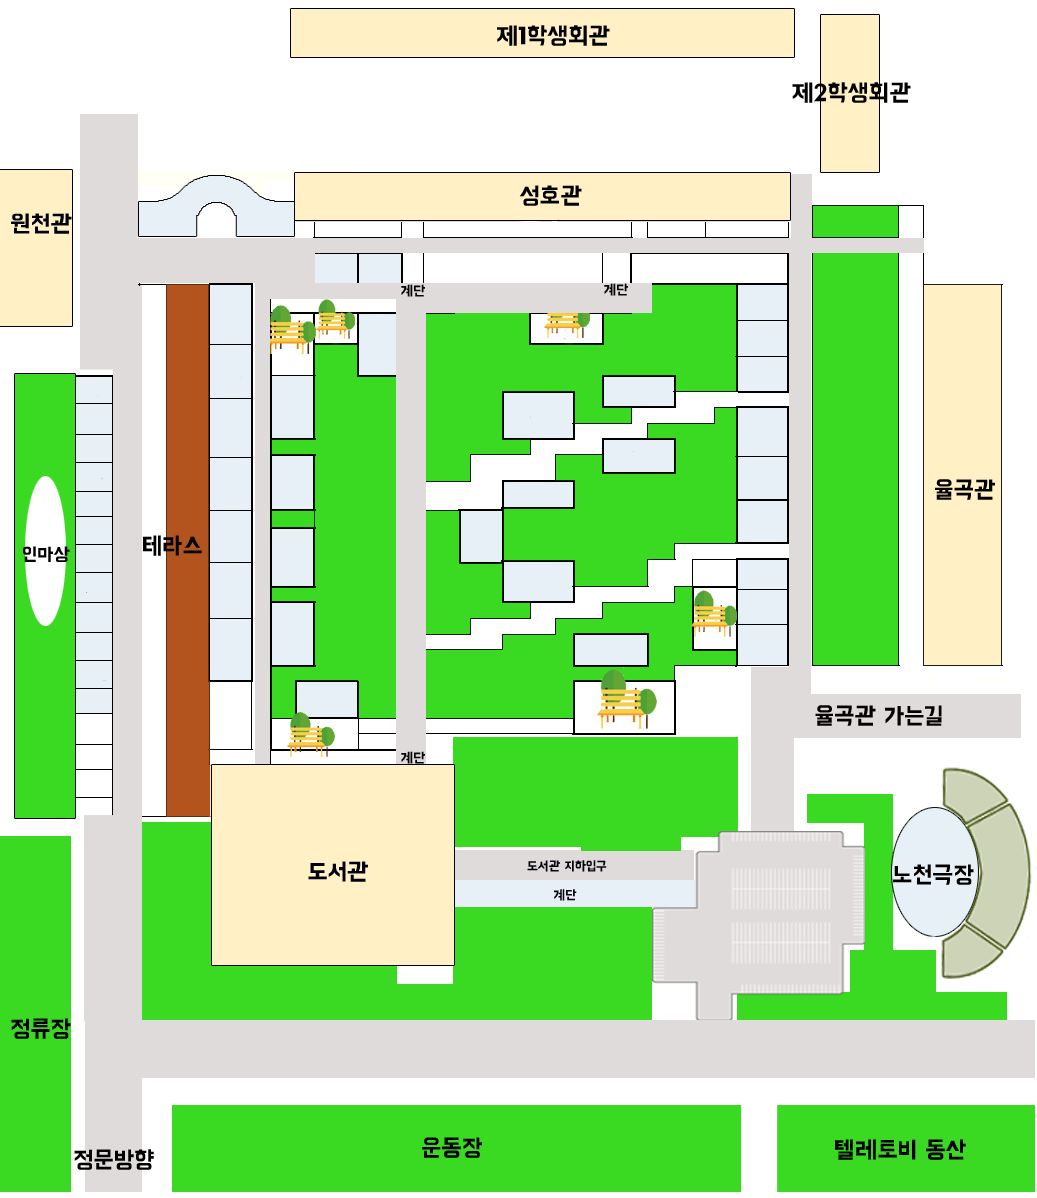 제1학생회관
제2학생회관
성호관
원천관
계단
계단
율곡관
테라스
인마상
율곡관 가는길
계단
도서관
도서관 지하입구
계단
노천극장
정류장
운동장
텔레토비 동산
정문방향